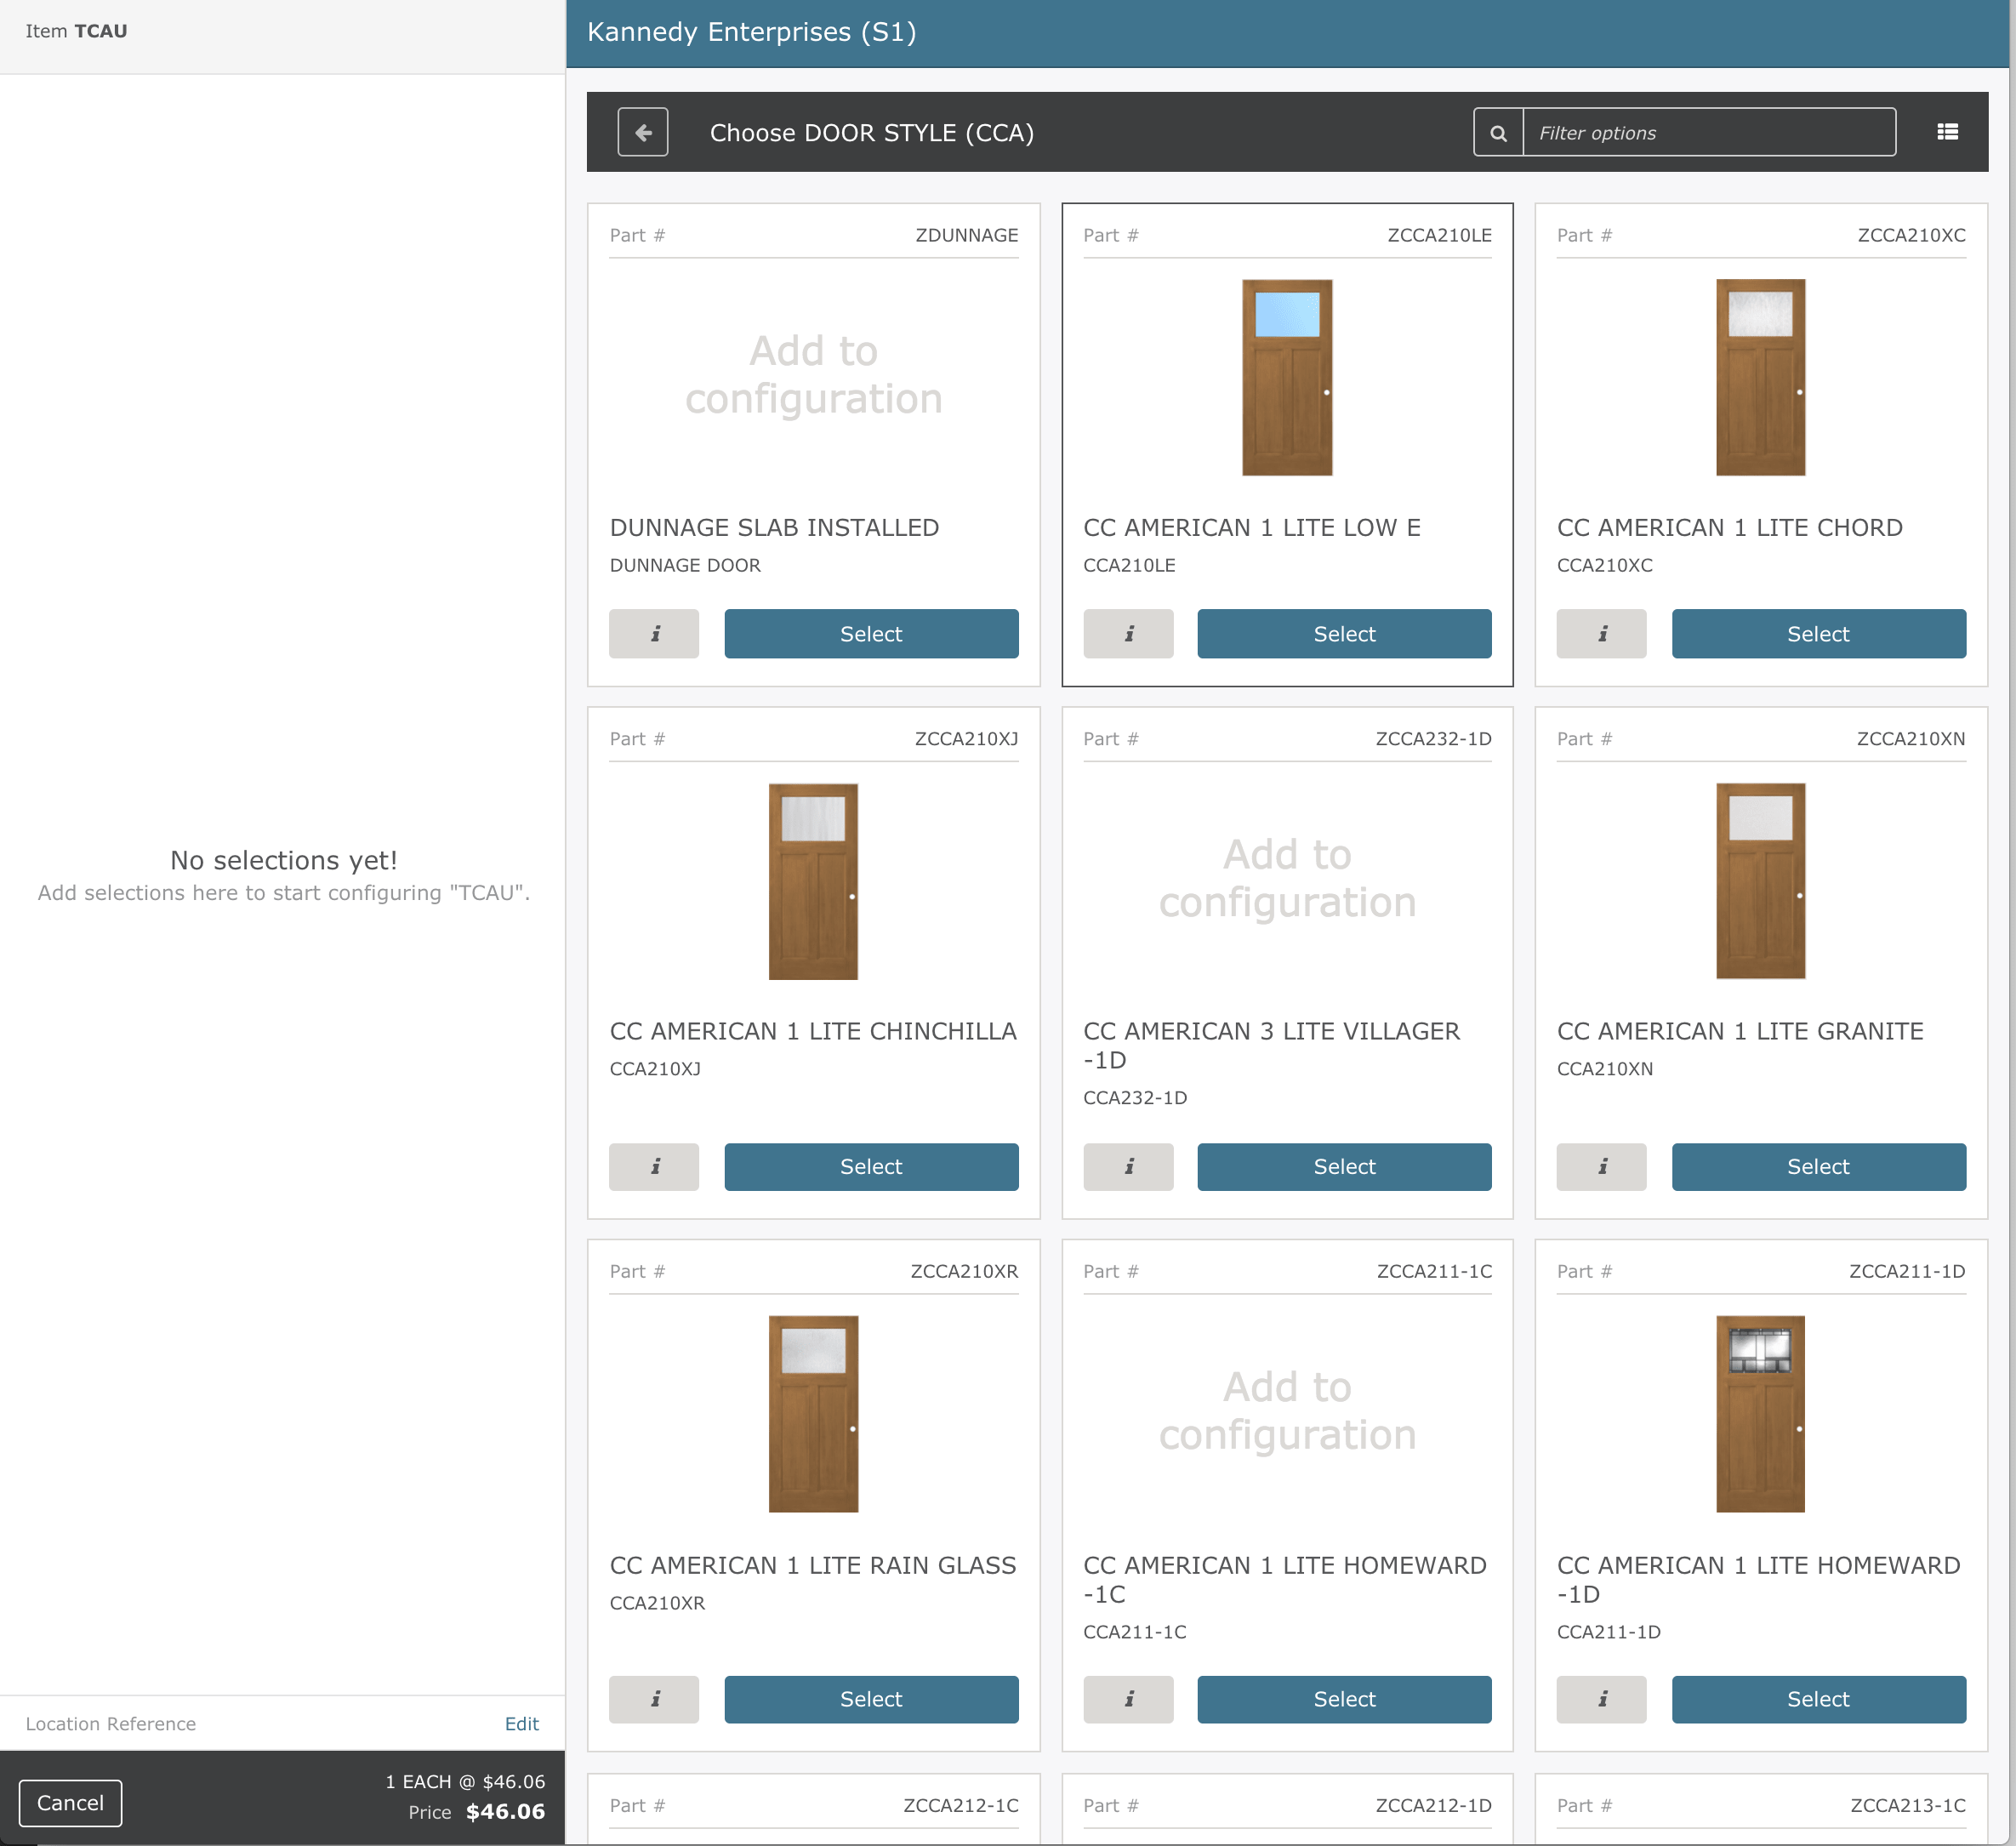 Item TCAU
Kannedy Enterprises (S1)
Choose DOOR STYLE (CCA)
Filter options
Part # ZDUNNAGE
Add to
configuration
DUNNAGE SLAB INSTALLED
DUNNAGE DOOR
i Select
Part # ZCCA210LE
CC AMERICAN 1 LITE LOW E
CCA210LE
i Select
Part # ZCCA210XC
CC AMERICAN 1 LITE CHORD
CCA210XC
i Select
Part # ZCCA210XJ
CC AMERICAN 1 LITE CHINCHILLA
CCA210XJ
i Select
Part # ZCCA232-1D
Add to
configuration
CC AMERICAN 3 LITE VILLAGER
-1D
CCA232-1D
i Select
Part # ZCCA210XN
CC AMERICAN 1 LITE GRANITE
CCA210XN
i Select
Part # ZCCA210XR
CC AMERICAN 1 LITE RAIN GLASS
CCA210XR
i Select
Part # ZCCA211-1C
Add to
configuration
CC AMERICAN 1 LITE HOMEWARD
-1C
CCA211-1C
i Select
Part # ZCCA211-1D
CC AMERICAN 1 LITE HOMEWARD
-1D
CCA211-1D
i Select
Part # ZCCA212-1C
Part # ZCCA212-1D
Part # ZCCA213-1C
No selections yet!
Add selections here to start configuring "TCAU".
Location Reference Edit
Cancel
1 EACH @ $46.06
Price $46.06